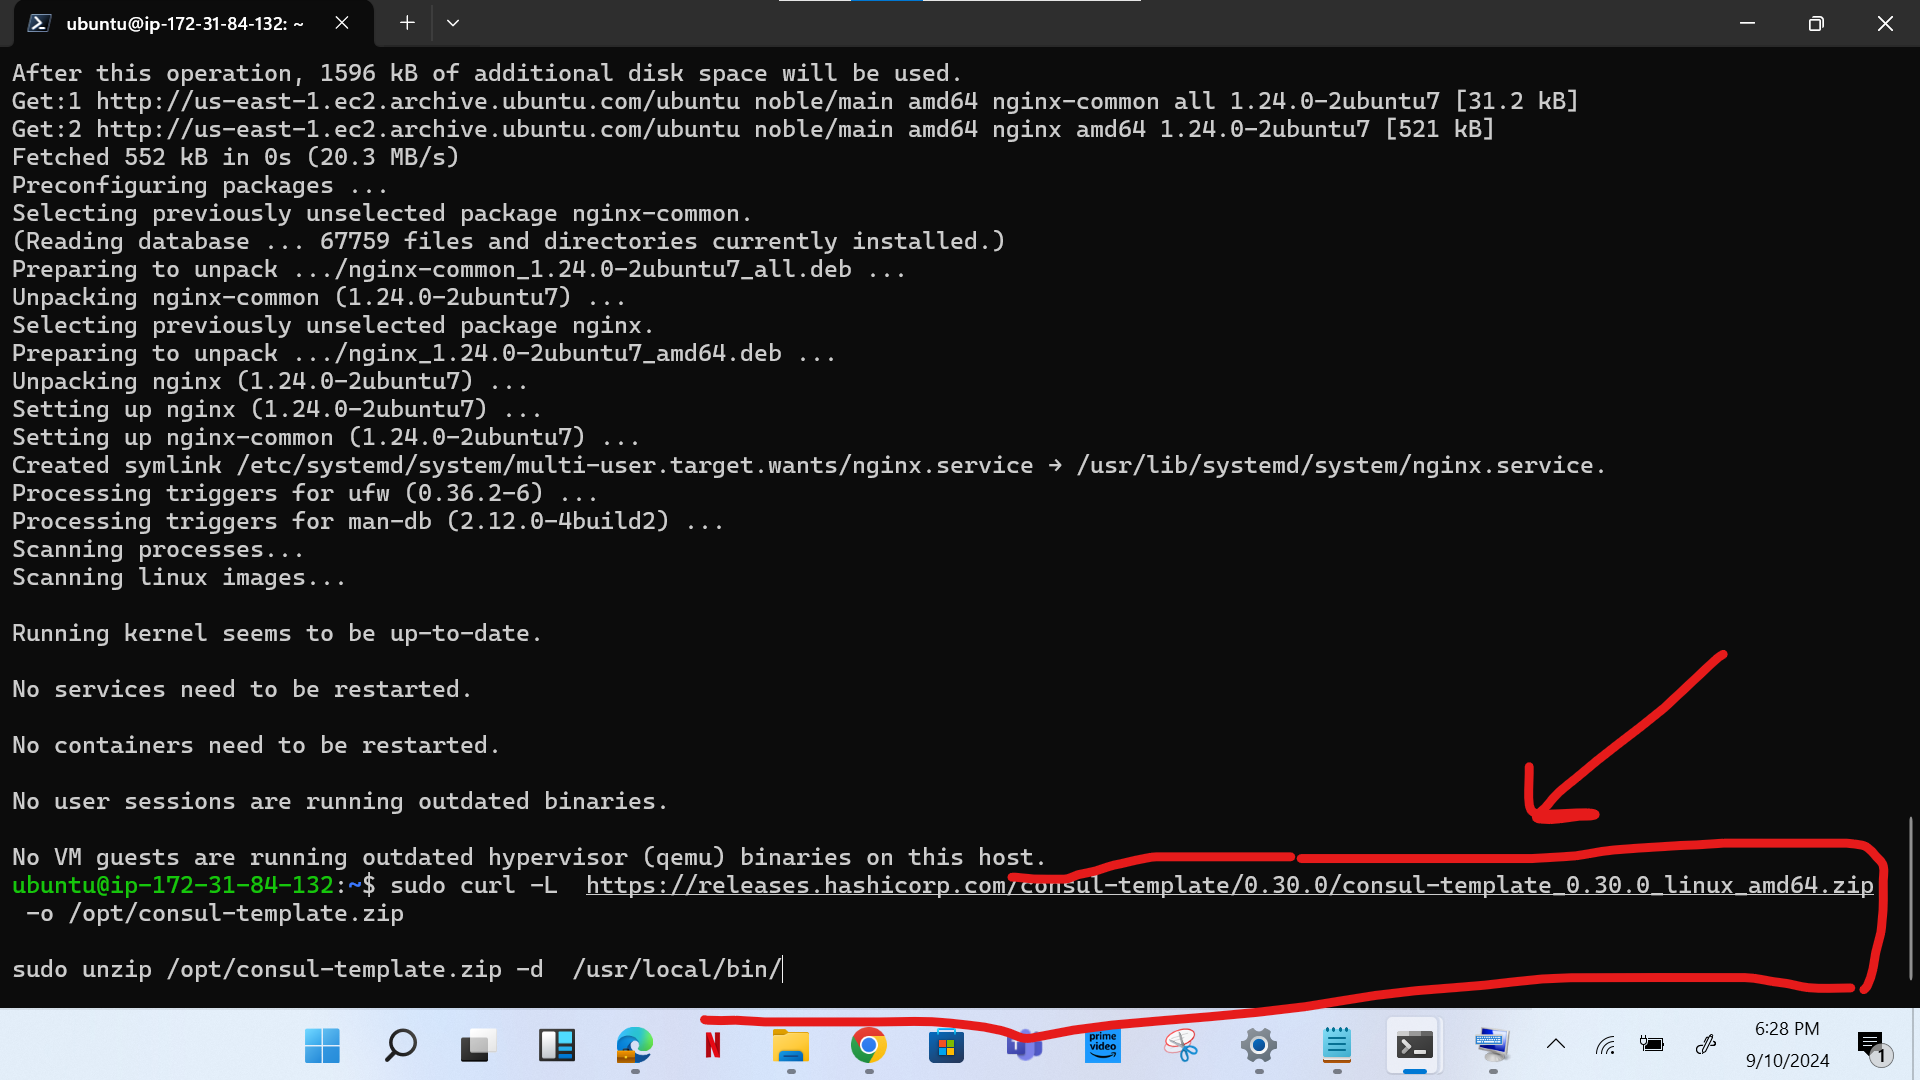 ubuntu@ip-172-31-84-132: ~
After this operation, 1596 kB of additional disk space will be used.
Get:1 http://us-east-1.ec2.archive.ubuntu.com/ubuntu noble/main amd64 nginx-common all 1.24.0-2ubuntu7 [31.2 kB]
Get:2 http://us-east-1.ec2.archive.ubuntu.com/ubuntu noble/main amd64 nginx amd64 1.24.0-2ubuntu7 [521 kB]
Fetched 552 kB in 0s (20.3 MB/s)
Preconfiguring packages ...
Selecting previously unselected package nginx-common.
(Reading database ... 67759 files and directories currently installed.)
Preparing to unpack .../nginx-common_1.24.0-2ubuntu7_all.deb ...
Unpacking nginx-common (1.24.0-2ubuntu7) ...
Selecting previously unselected package nginx.
Preparing to unpack .../nginx_1.24.0-2ubuntu7_amd64.deb ...
Unpacking nginx (1.24.0-2ubuntu7) ...
Setting up nginx (1.24.0-2ubuntu7) ...
Setting up nginx-common (1.24.0-2ubuntu7) ...
Created symlink /etc/systemd/system/multi-user.target.wants/nginx.service → /usr/lib/systemd/system/nginx.service.
Processing triggers for ufw (0.36.2-6) ...
Processing triggers for man-db (2.12.0-4build2) ...
Scanning processes...
Scanning linux images...
Running kernel seems to be up-to-date.
No services need to be restarted.
No containers need to be restarted.
No user sessions are running outdated binaries.
No VM guests are running outdated hypervisor (qemu) binaries on this host.
ubuntu@ip-172-31-84-132:~$ sudo curl -L  https://releases.hashicorp.com/consul-template/0.30.0/consul-template_0.30.0_linux_amd64.zip
 -o /opt/consul-template.zip
sudo unzip /opt/consul-template.zip -d  /usr/local/bin/
N
prime video
6:28 PM
9/10/2024
1